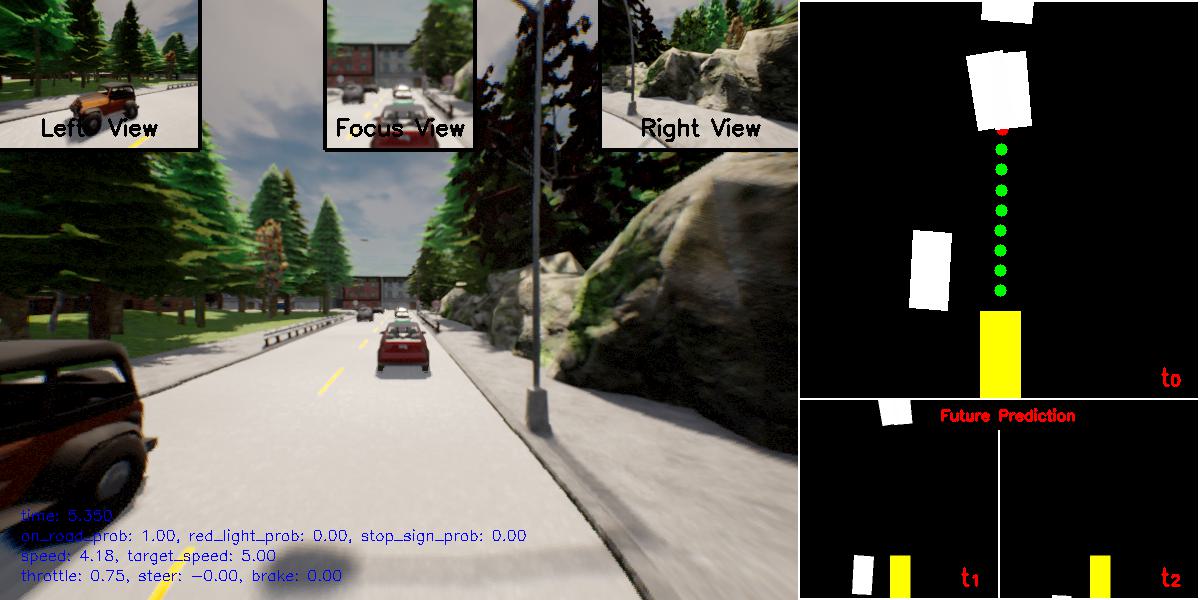 Left View
Focus View
Right View
time: 5.350
on_road_prob: 1.00, red_light_prob: 0.00, stop_sign_prob: 0.00
speed: 4.18, target_speed: 5.00
throttle: 0.75, steer: −0.00, brake: 0.00
t0
Future Prediction
t1
t2